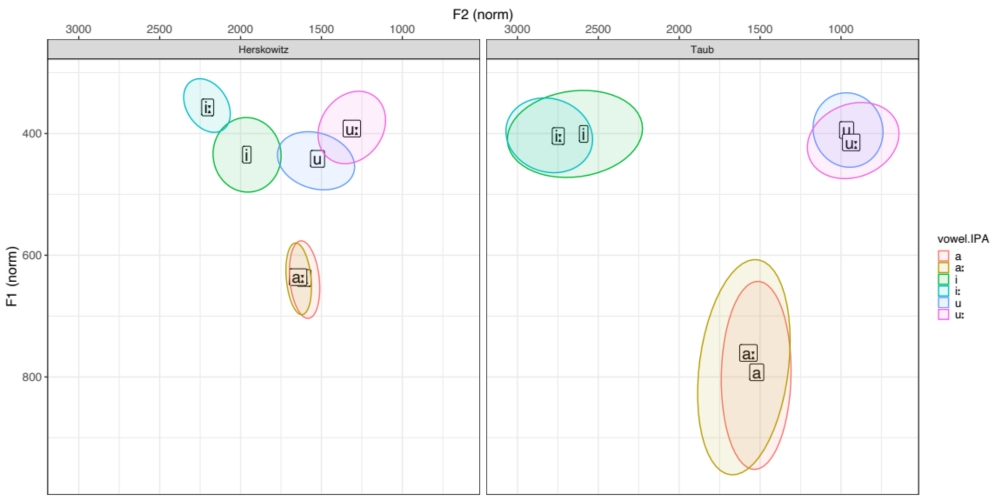 F2 (norm)
3000 2500 2000 1500 1000 3000 2500 2000 1500 1000
Herskowitz Taub
400
600
800
F1 (norm)
iː
i
u
uː
aː
iː
i
u
uː
aː
a
vowel.IPA
a
aː
i
iː
u
uː